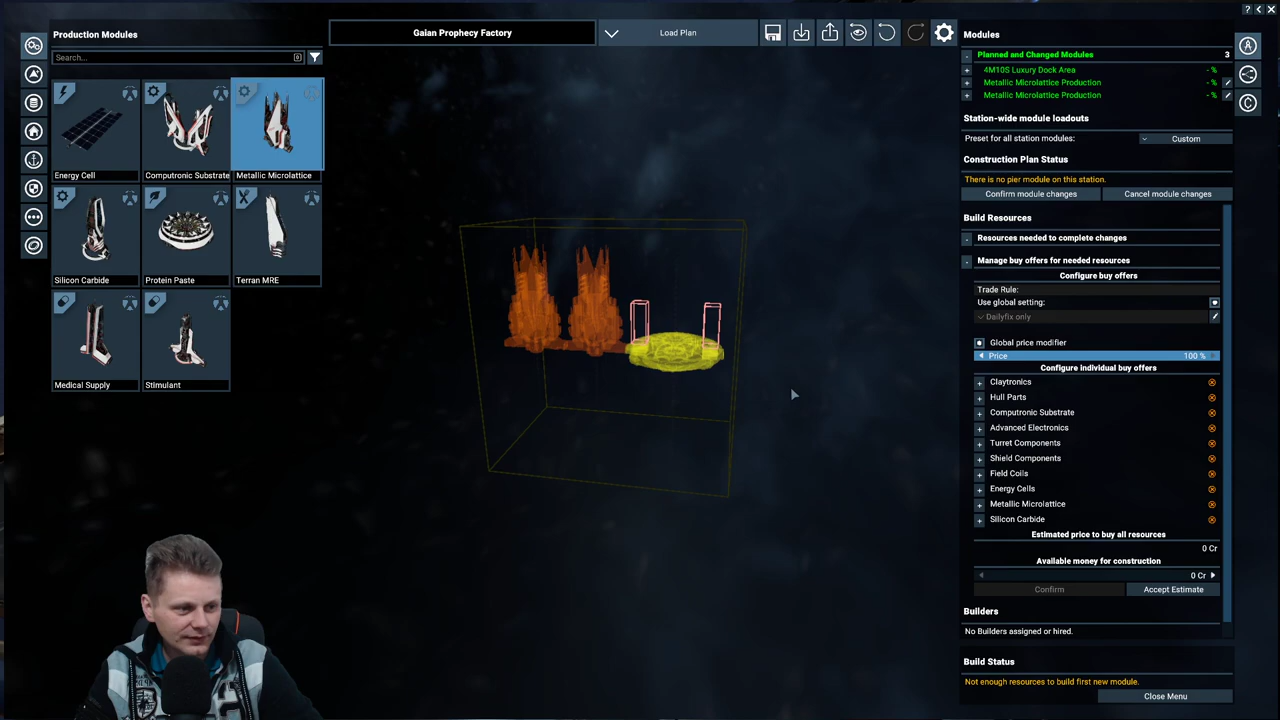 Production Modules
Search...
Energy Cell
Computronic Substrate
Metallic Microlattice
Silicon Carbide
Protein Paste
Terran MRE
Medical Supply
Stimulant
Gaian Prophecy Factory
Load Plan
Modules
Planned and Changed Modules 3
4M10S Luxury Dock Area - %
Metallic Microlattice Production - %
Metallic Microlattice Production - %
Station-wide module loadouts
Preset for all station modules: Custom
Construction Plan Status
There is no pier module on this station.
Confirm module changes
Cancel module changes
Build Resources
Resources needed to complete changes
Manage buy offers for needed resources
Configure buy offers
Trade Rule:
Use global setting:
Dailyfix only
Global price modifier
Price 100 %
Configure individual buy offers
Claytronics
Hull Parts
Computronic Substrate
Advanced Electronics
Turret Components
Shield Components
Field Coils
Energy Cells
Metallic Microlattice
Silicon Carbide
Estimated price to buy all resources
0 Cr
Available money for construction
0 Cr
Confirm
Accept Estimate
Builders
No Builders assigned or hired.
Build Status
Not enough resources to build first new module.
Close Menu